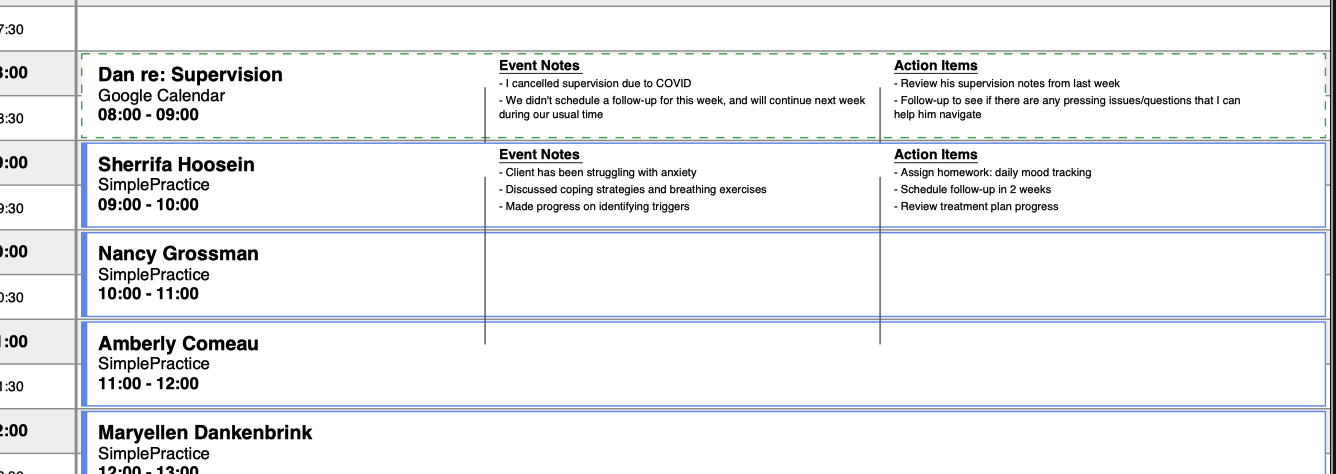 7:30
8:00
Dan re: Supervision
Google Calendar
08:00 - 09:00
Event Notes
- I cancelled supervision due to COVID
- We didn't schedule a follow-up for this week, and will continue next week
during our usual time
Action Items
- Review his supervision notes from last week
- Follow-up to see if there are any pressing issues/questions that I can
help him navigate
8:30
9:00
Sherrifa Hoosein
SimplePractice
09:00 - 10:00
Event Notes
- Client has been struggling with anxiety
- Discussed coping strategies and breathing exercises
- Made progress on identifying triggers
Action Items
- Assign homework: daily mood tracking
- Schedule follow-up in 2 weeks
- Review treatment plan progress
9:30
0:00
Nancy Grossman
SimplePractice
10:00 - 11:00
0:30
1:00
Amberly Comeau
SimplePractice
11:00 - 12:00
1:30
2:00
Maryellen Dankenbrink
SimplePractice
12:00 - 13:00